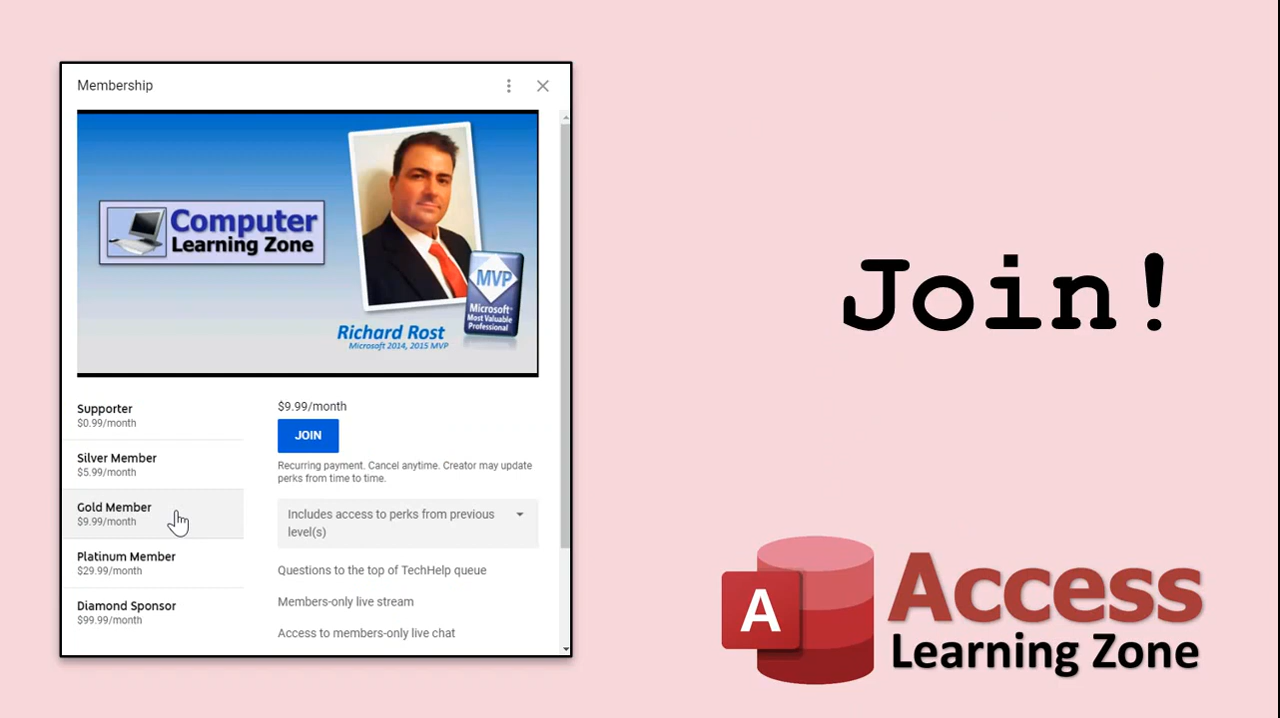 Membership
Computer
Learning Zone
MVP
Microsoft®
Most Valuable
Professional
Richard Rost
Microsoft 2014, 2015 MVP
Supporter
$0.99/month
Silver Member
$5.99/month
Gold Member
$9.99/month
Platinum Member
$29.99/month
Diamond Sponsor
$99.99/month
$9.99/month
JOIN
Recurring payment. Cancel anytime. Creator may update
perks from time to time.
Includes access to perks from previous
level(s)
Questions to the top of TechHelp queue
Members-only live stream
Access to members-only live chat
Join!
A
Access
Learning Zone